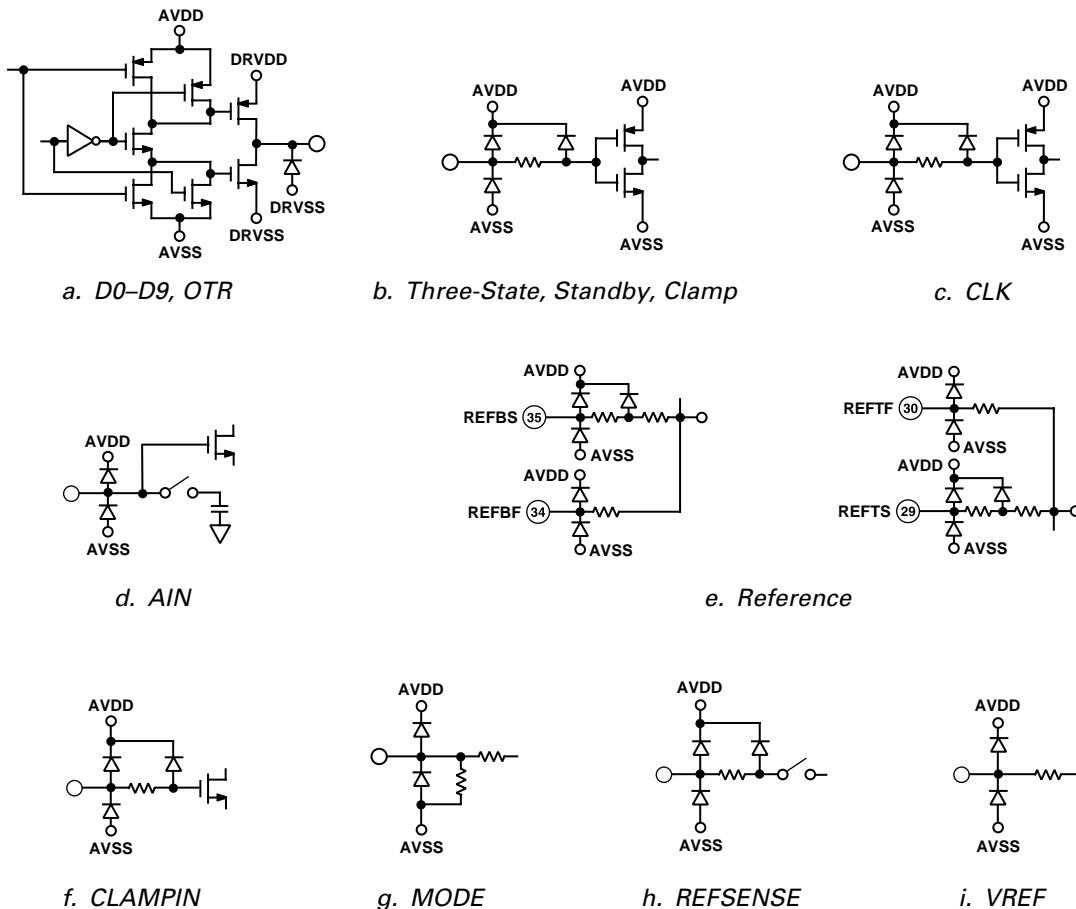 AVDD
DRVDD
DRVSS
AVSS
DRVSS
a. D0–D9, OTR
AVDD
AVDD
AVSS
AVSS
b. Three-State, Standby, Clamp
AVDD
AVDD
AVSS
AVSS
c. CLK
AVDD
AVSS
d. AIN
AVDD
REFBS 35
AVSS
AVDD
REFBF 34
AVSS
AVDD
REFTF 30
AVSS
AVDD
REFTS 29
AVSS
e. Reference
AVDD
AVSS
f. CLAMPIN
AVDD
AVSS
g. MODE
AVDD
AVSS
h. REFSENSE
AVDD
AVSS
i. VREF